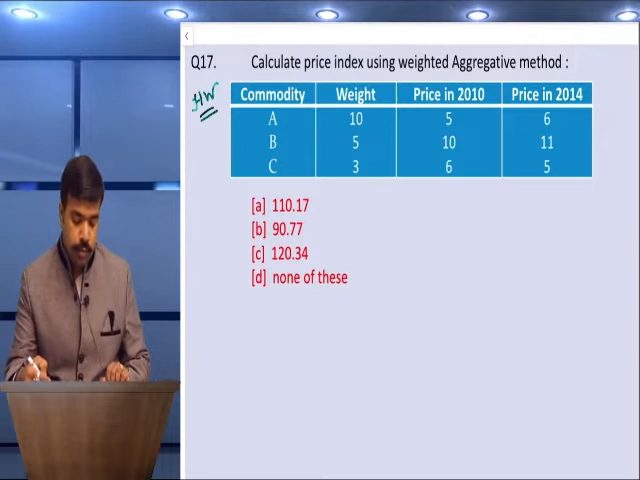 Q17. Calculate price index using weighted Aggregative method :
HW
Commodity Weight Price in 2010 Price in 2014
A 10 5 6
B 5 10 11
C 3 6 5
[a] 110.17
[b] 90.77
[c] 120.34
[d] none of these